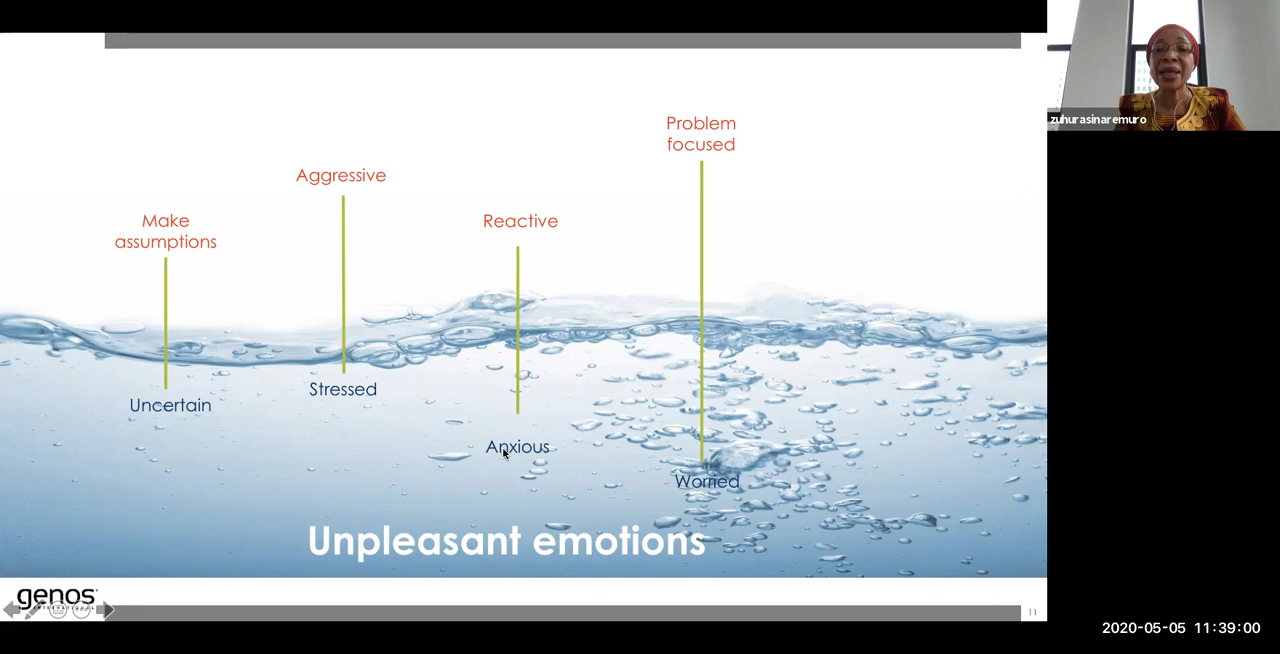 zuhurasinaremuro
Problem
focused
Aggressive
Make
assumptions
Reactive
Uncertain
Stressed
Anxious
Worried
Unpleasant emotions
genos
INTERNATIONAL
11
2020-05-05 11:39:00